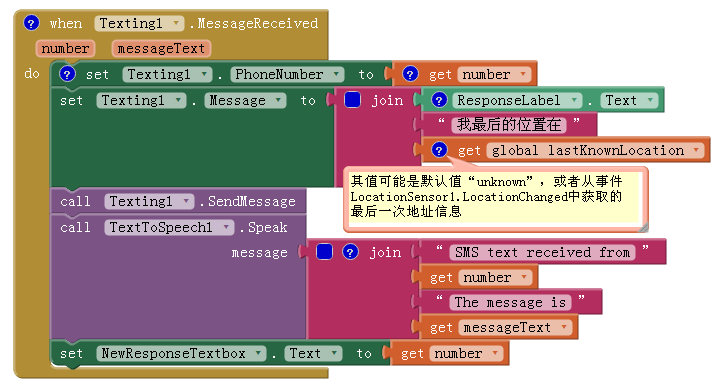 ? when Texting1 .MessageReceived
number messageText
do ? set Texting1 . PhoneNumber to ? get number
set Texting1 . Message to join ? ResponseLabel . Text
“ 我最后的位置在 ”
? get global lastKnownLocation
其值可能是默认值“unknown”，或者从事件
LocationSensor1.LocationChanged中获取的
最后一次地址信息
call Texting1 .SendMessage
call TextToSpeech1 .Speak
message ? join “ SMS text received from ”
get number
“ The message is ”
get messageText
set NewResponseTextbox . Text to get number